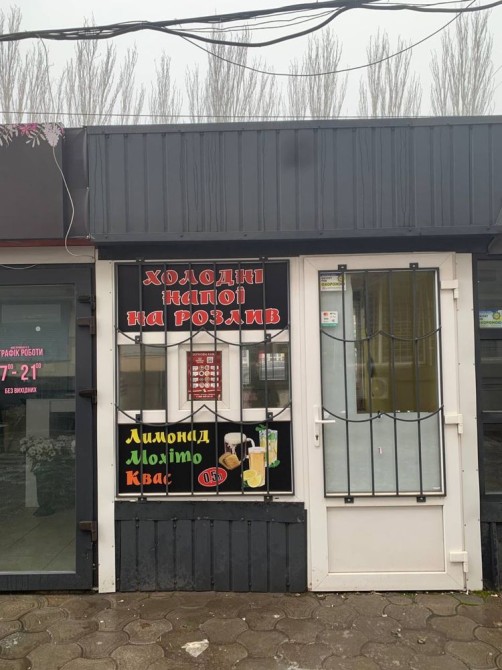 ХОЛОДНІ
НАПОЇ
НА РОЗЛИВ
ГРАФІК РОБОТИ
7⁰⁰-21⁰⁰
БЕЗ ВИХІДНИХ
Лимонад
Мохіто
Квас